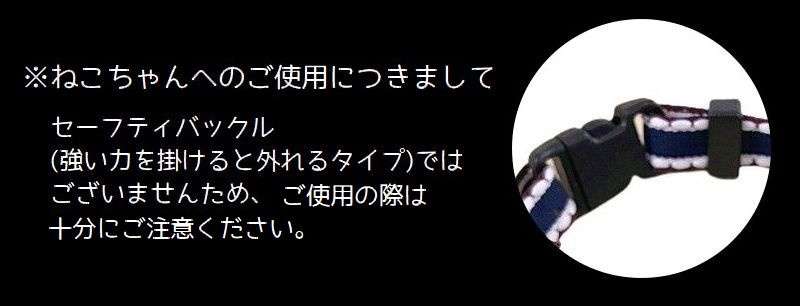 ※ねこちゃんへのご使用につきまして
セーフティバックル
(強い力を掛けると外れるタイプ)では
ございませんため、ご使用の際は
十分にご注意ください。